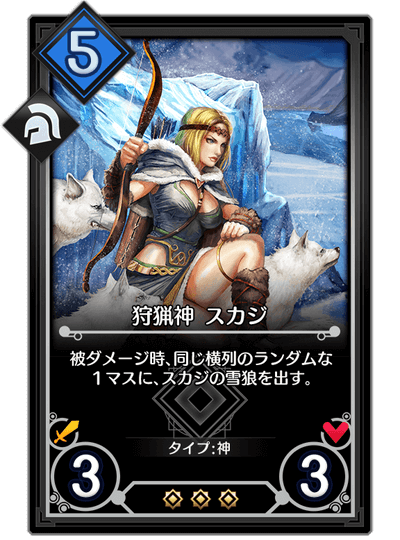 5
狩猟神 スカジ
被ダメージ時、同じ横列のランダムな
1マスに、スカジの雪狼を出す。
タイプ:神
3
3